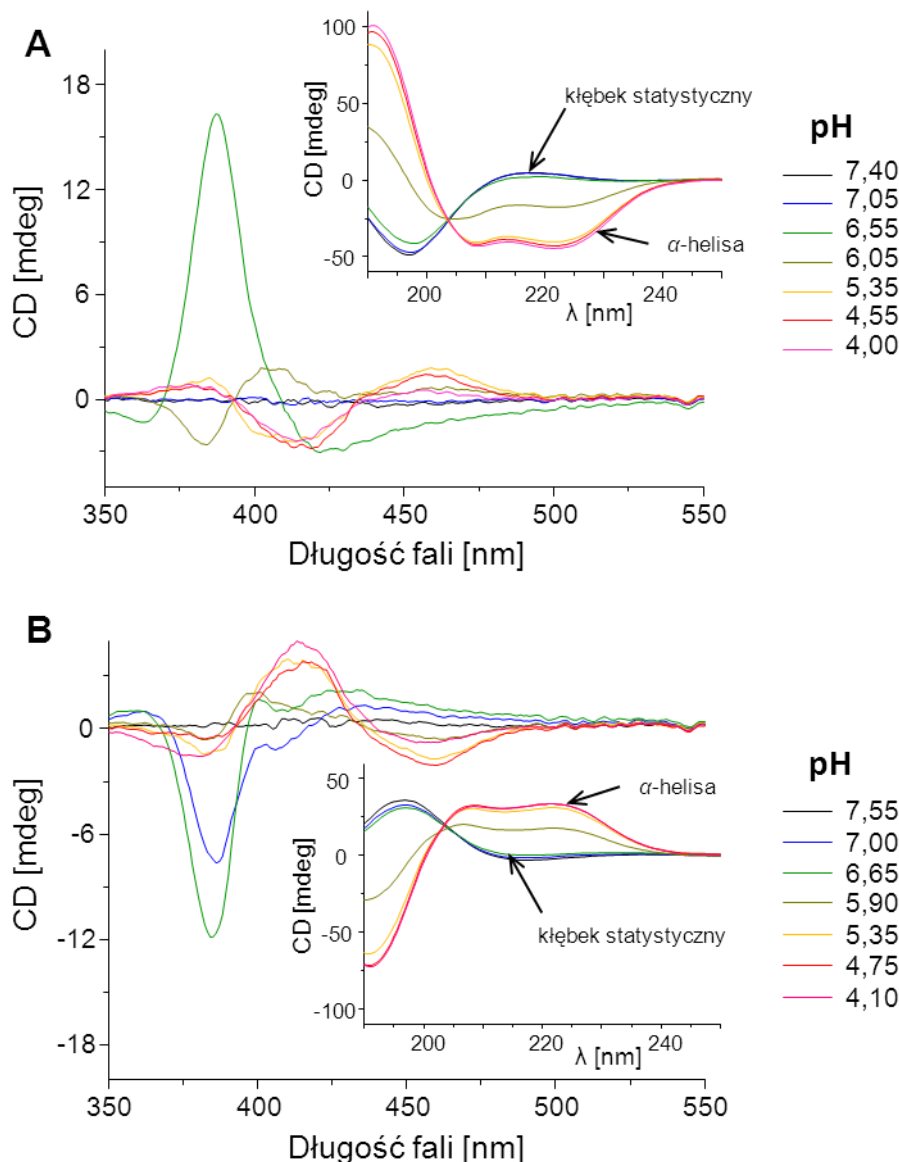 A
CD [mdeg]
18
12
6
0
350
400
450
500
550
Długość fali [nm]
CD [mdeg]
100
50
0
-50
200
220
240
λ [nm]
kłębek statystyczny
α-helisa
pH
7,40
7,05
6,55
6,05
5,35
4,55
4,00
B
CD [mdeg]
0
-6
-12
-18
350
400
450
500
550
Długość fali [nm]
CD [mdeg]
50
0
-50
-100
200
220
240
λ [nm]
α-helisa
kłębek statystyczny
pH
7,55
7,00
6,65
5,90
5,35
4,75
4,10